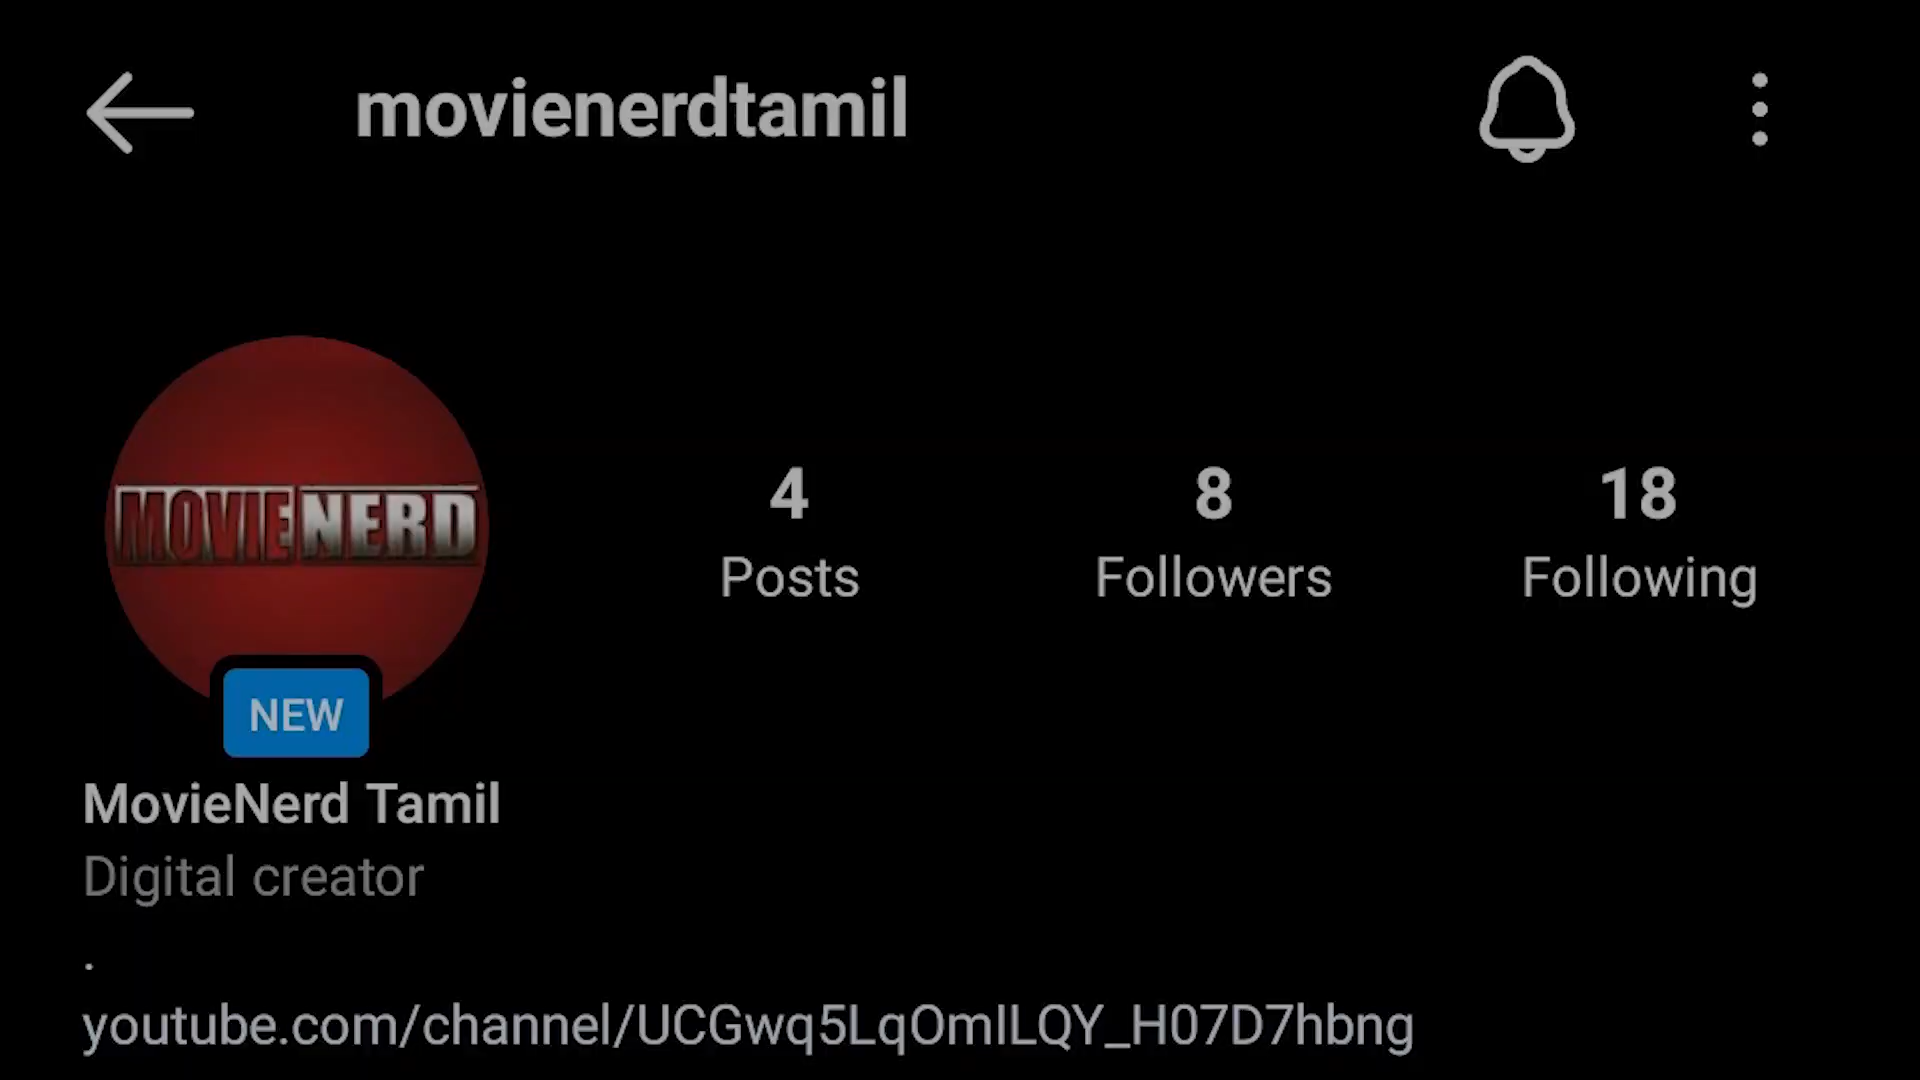 movienerdtamil
MOVIENERD
4
Posts
8
Followers
18
Following
NEW
MovieNerd Tamil
Digital creator
.
youtube.com/channel/UCGwq5LqOmILQY_H07D7hbng